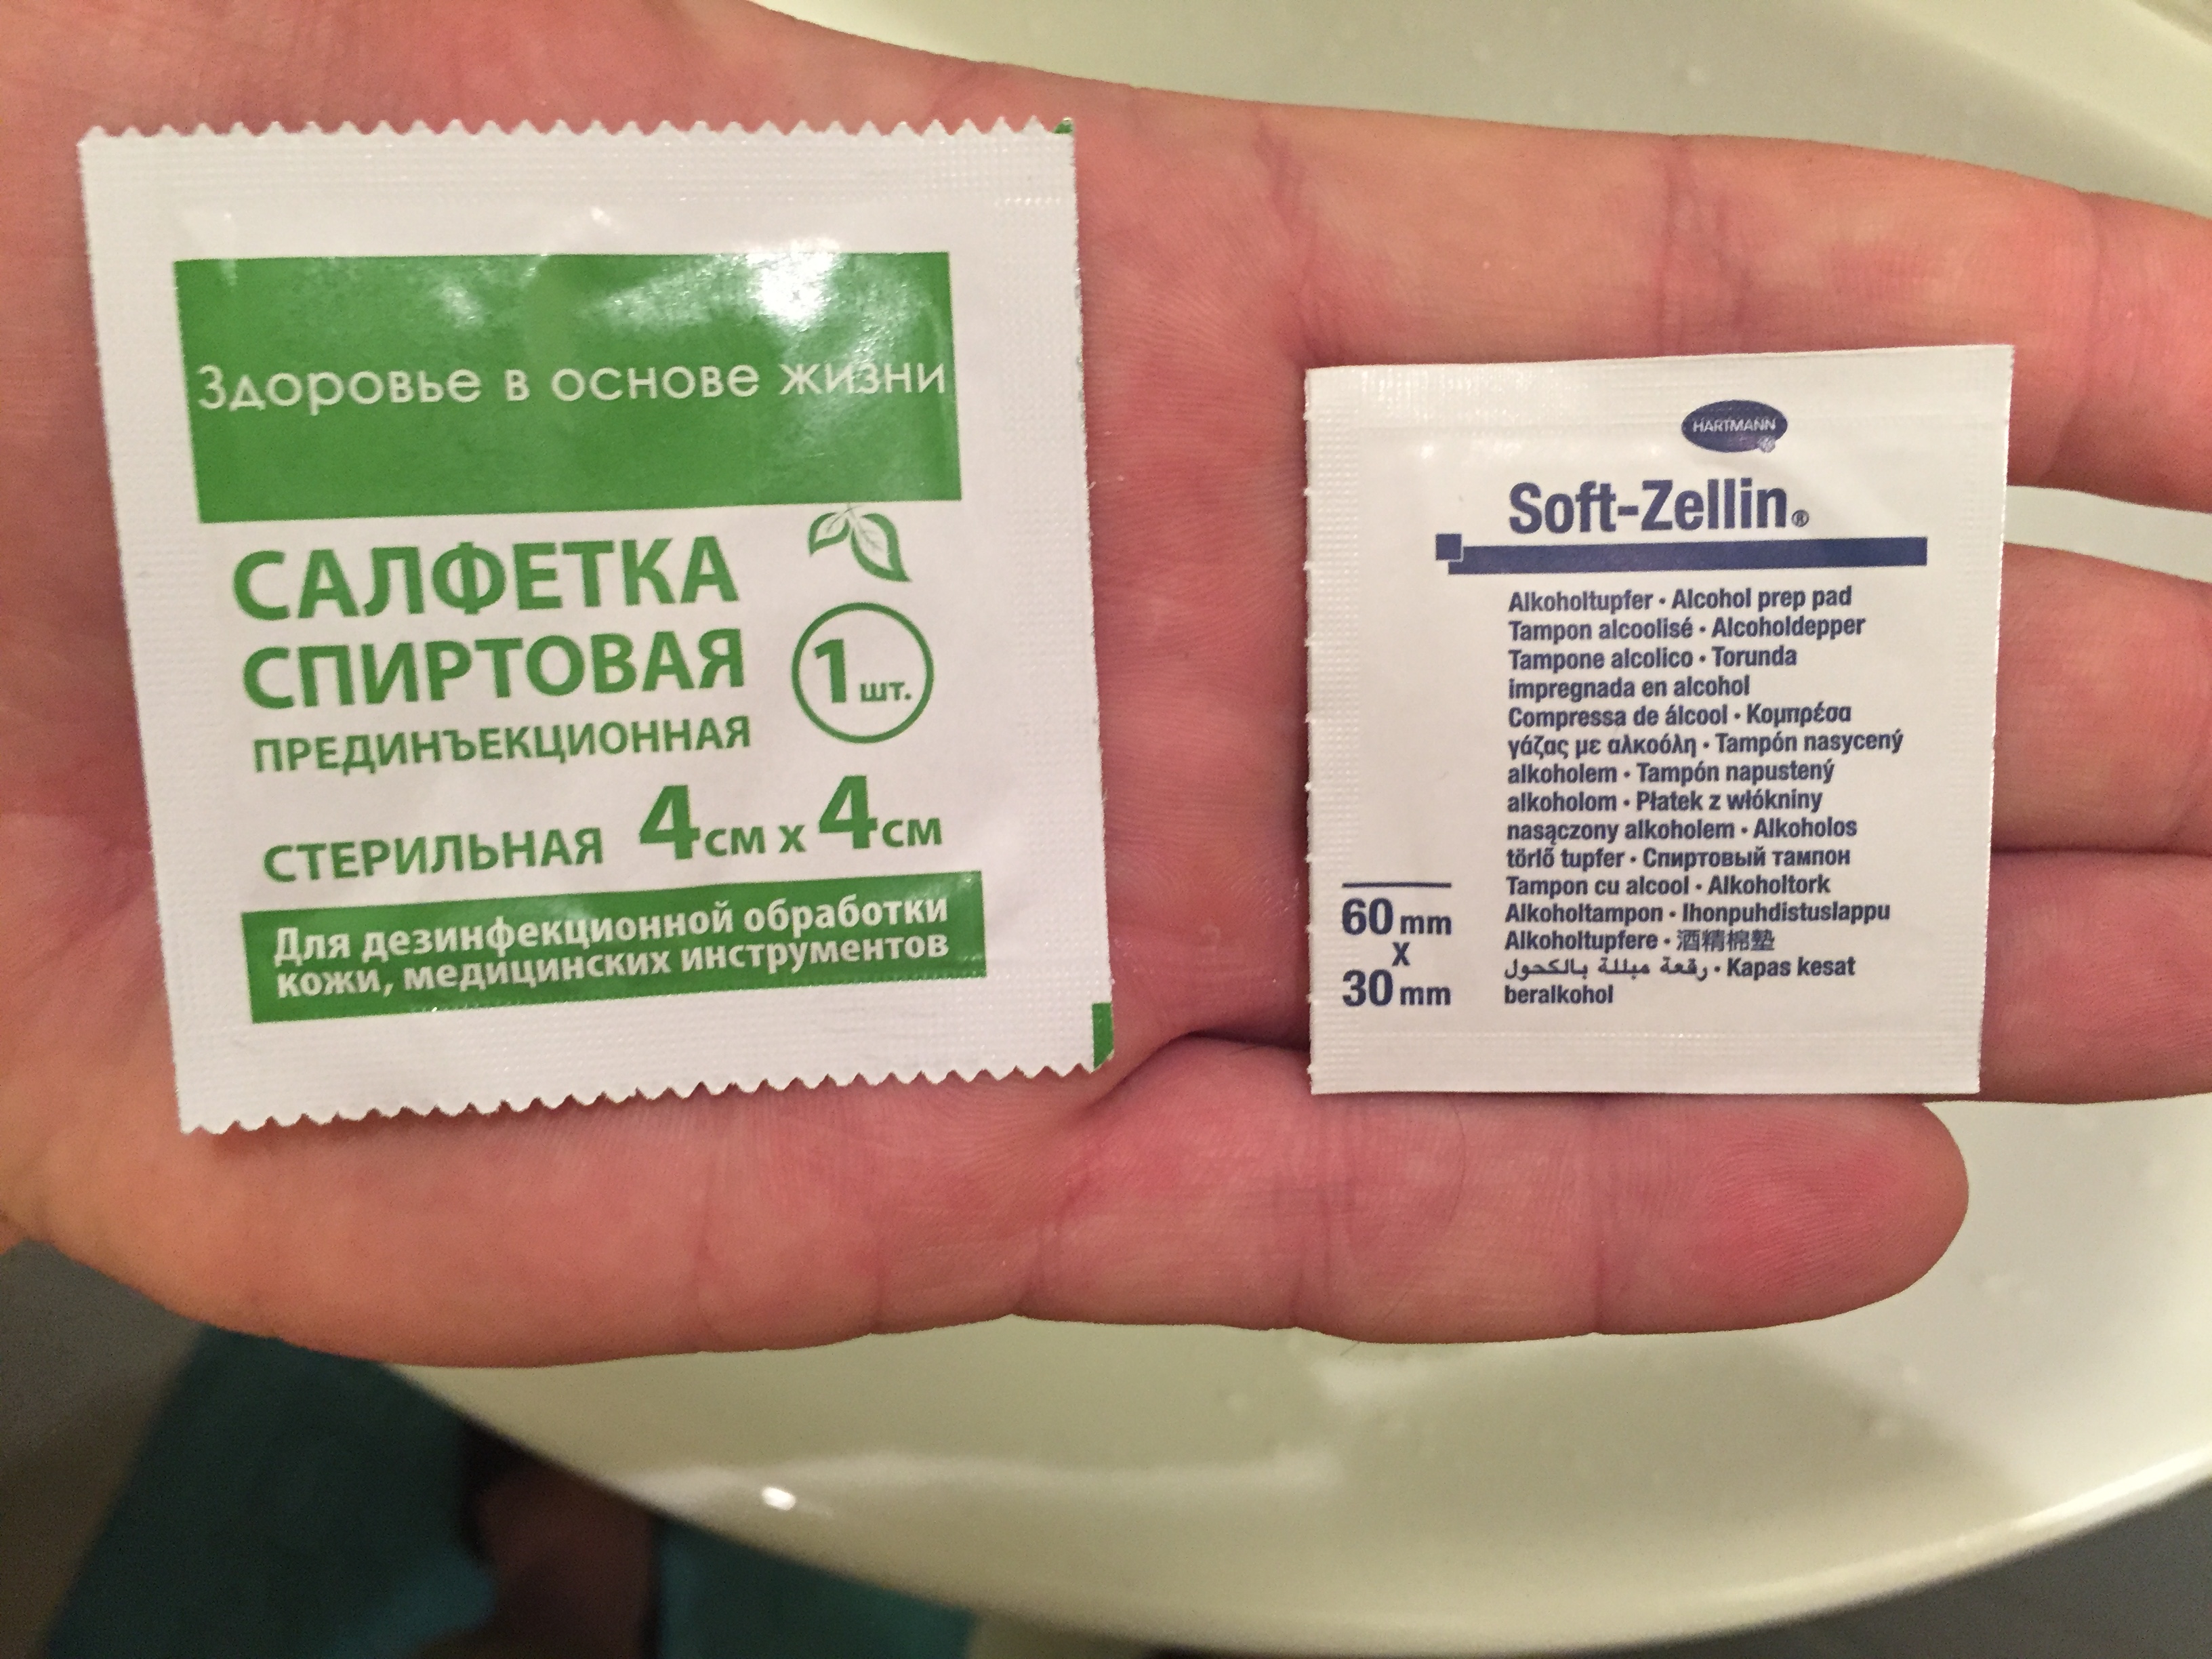 Здоровье в основе жизни
САЛФЕТКА
СПИРТОВАЯ
ПРЕДИНЪЕКЦИОННАЯ
1 шт.
СТЕРИЛЬНАЯ 4см x 4см
Для дезинфекционной обработки
кожи, медицинских инструментов
HARTMANN
®
Soft-Zellin®
Alkoholtupfer • Alcohol prep pad
Tampon alcoolisé • Alcoholdepper
Tampone alcolico • Torunda
impregnada en alcohol
Compressa de álcool • Κομπρέσα
γάζας με αλκοόλη • Tampón nasycený
alkoholem • Tampón napustený
alkoholom • Płatek z włókniny
nasączony alkoholem • Alkoholos
törlő tupfer • Спиртовый тампон
Tampon cu alcool • Alkoholtork
Alkoholtampon • Ihonpuhdistuslappu
Alkoholtupfere • 酒精棉墊
رقعة مبللة بالكحول • Kapas kesat
beralkohol
60 mm
X
30 mm